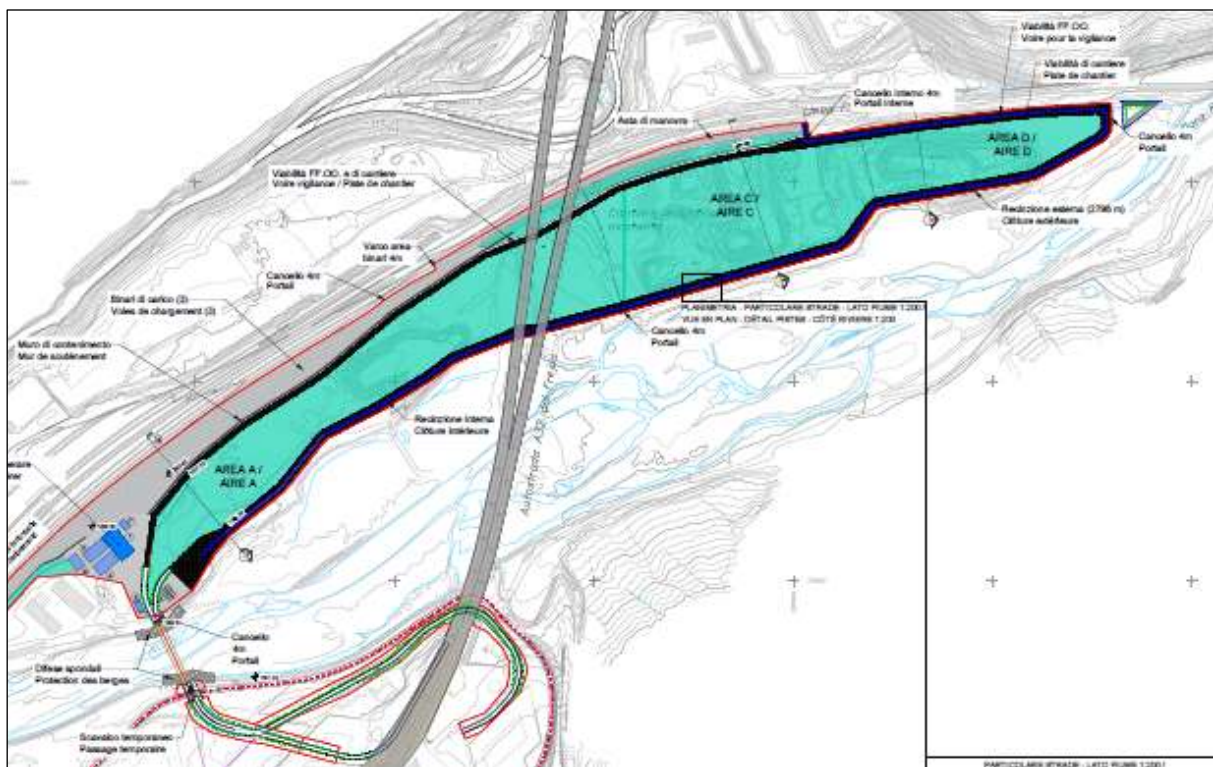 Viabilità FF.OO.
Voire pour la vigilance
Viabilità di cantiere
Piste de chantier
Cancello interno 4m
Portail interne
Asta di manovra
AREA D /
AIRE D
Cancello 4m
Portail
Viabilità FF.OO. e di cantiere
Voire vigilance / Piste de chantier
AREA C /
AIRE C
Recinzione esterna (2795 m)
Clôture extérieure
Varco area
binari 4m
Cancello 4m
Portail
Binari di carico (3)
Voies de chargement (3)
PLANIMETRIA - PARTICOLARE STRADE - LATO FIUME 1:200 /
VUE EN PLAN - DÉTAIL PISTES - CÔTÉ RIVIERE 1:200
Cancello 4m
Portail
Muro di contenimento
Mur de soutènement
Autostrada A32 del Frejus
Recinzione interna
Clôture intérieure
AREA A /
AIRE A
Cancello
4m
Portail
Difese spondali
Protection des berges
Scavalco temporaneo
Passage temporaire
PARTICOLARE STRADE - LATO FIUME 1:200 /